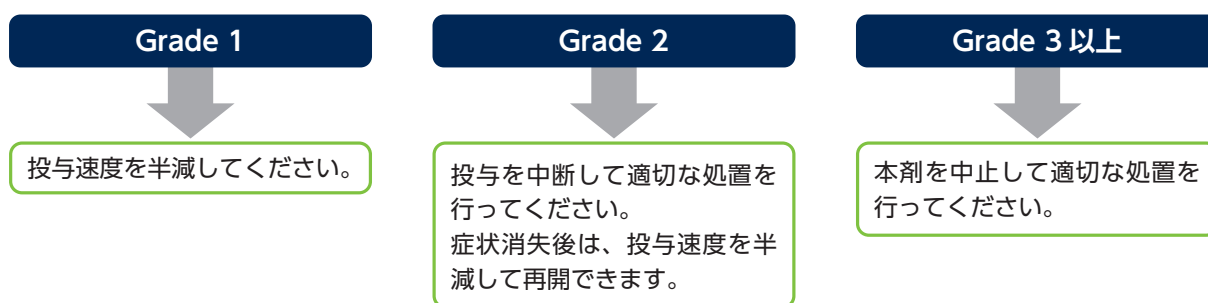 Grade 1
投与速度を半減してください。
Grade 2
投与を中断して適切な処置を
行ってください。
症状消失後は、投与速度を半
減して再開できます。
Grade 3以上
本剤を中止して適切な処置を
行ってください。